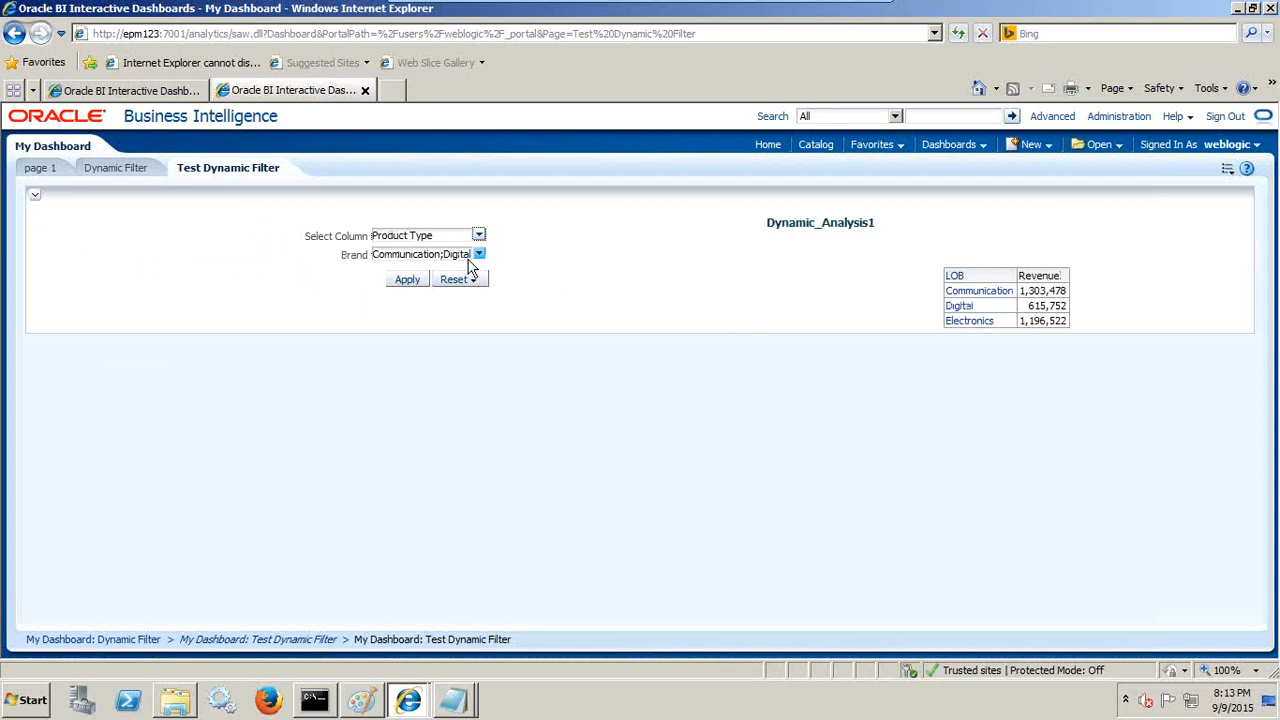 Oracle BI Interactive Dashboards - My Dashboard - Windows Internet Explorer
http://epm123:7001/analytics/saw.dll?Dashboard&PortalPath=%2Fusers%2Fweblogic%2F_portal&Page=Test%20Dynamic%20Filter
Bing
Favorites
Internet Explorer cannot dis...
Suggested Sites
Web Slice Gallery
Oracle BI Interactive Dashb...
Oracle BI Interactive Das...
Page
Safety
Tools
»
ORACLE Business Intelligence
Search
All
Advanced
Administration
Help
Sign Out
My Dashboard
Home
Catalog
Favorites
Dashboards
New
Open
Signed In As weblogic
page 1
Dynamic Filter
Test Dynamic Filter
Dynamic_Analysis1
Select Column Product Type
Brand Communication;Digital
Apply Reset
LOB Revenue
Communication 1,303,478
Digital 615,752
Electronics 1,196,522
My Dashboard: Dynamic Filter > My Dashboard: Test Dynamic Filter > My Dashboard: Test Dynamic Filter
Trusted sites | Protected Mode: Off
100%
Start
8:13 PM
9/9/2015